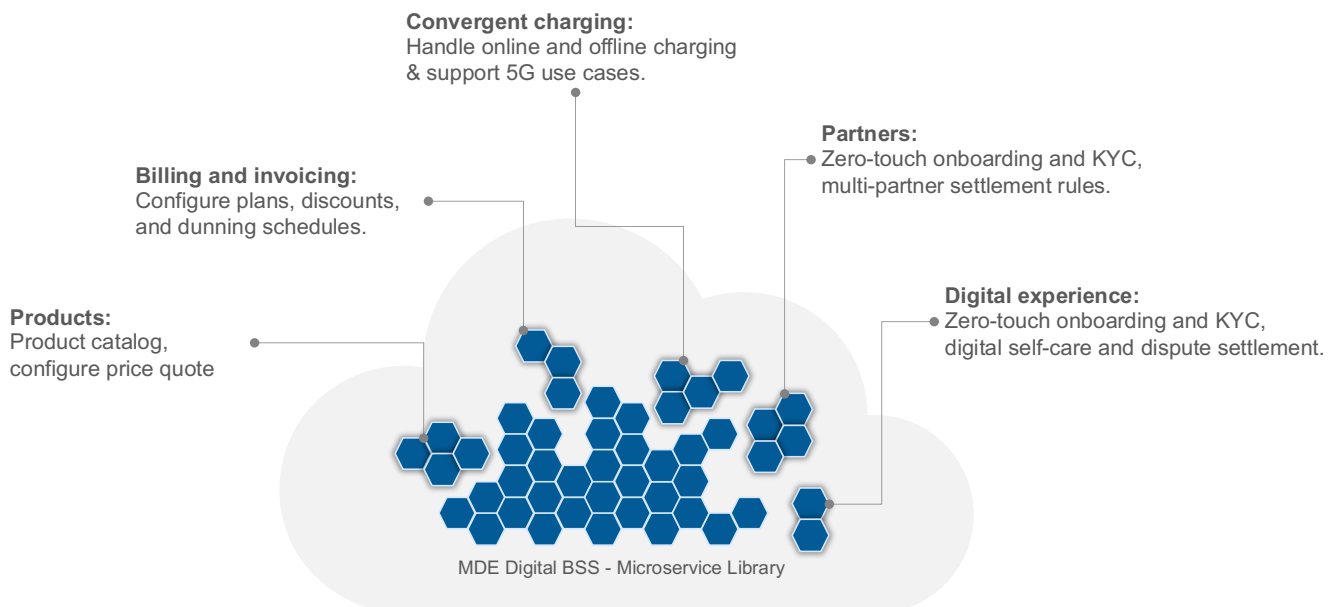 Convergent charging:
Handle online and offline charging
& support 5G use cases.
Partners:
Zero-touch onboarding and KYC,
multi-partner settlement rules.
Billing and invoicing:
Configure plans, discounts,
and dunning schedules.
Digital experience:
Zero-touch onboarding and KYC,
digital self-care and dispute settlement.
Products:
Product catalog,
configure price quote
MDE Digital BSS - Microservice Library